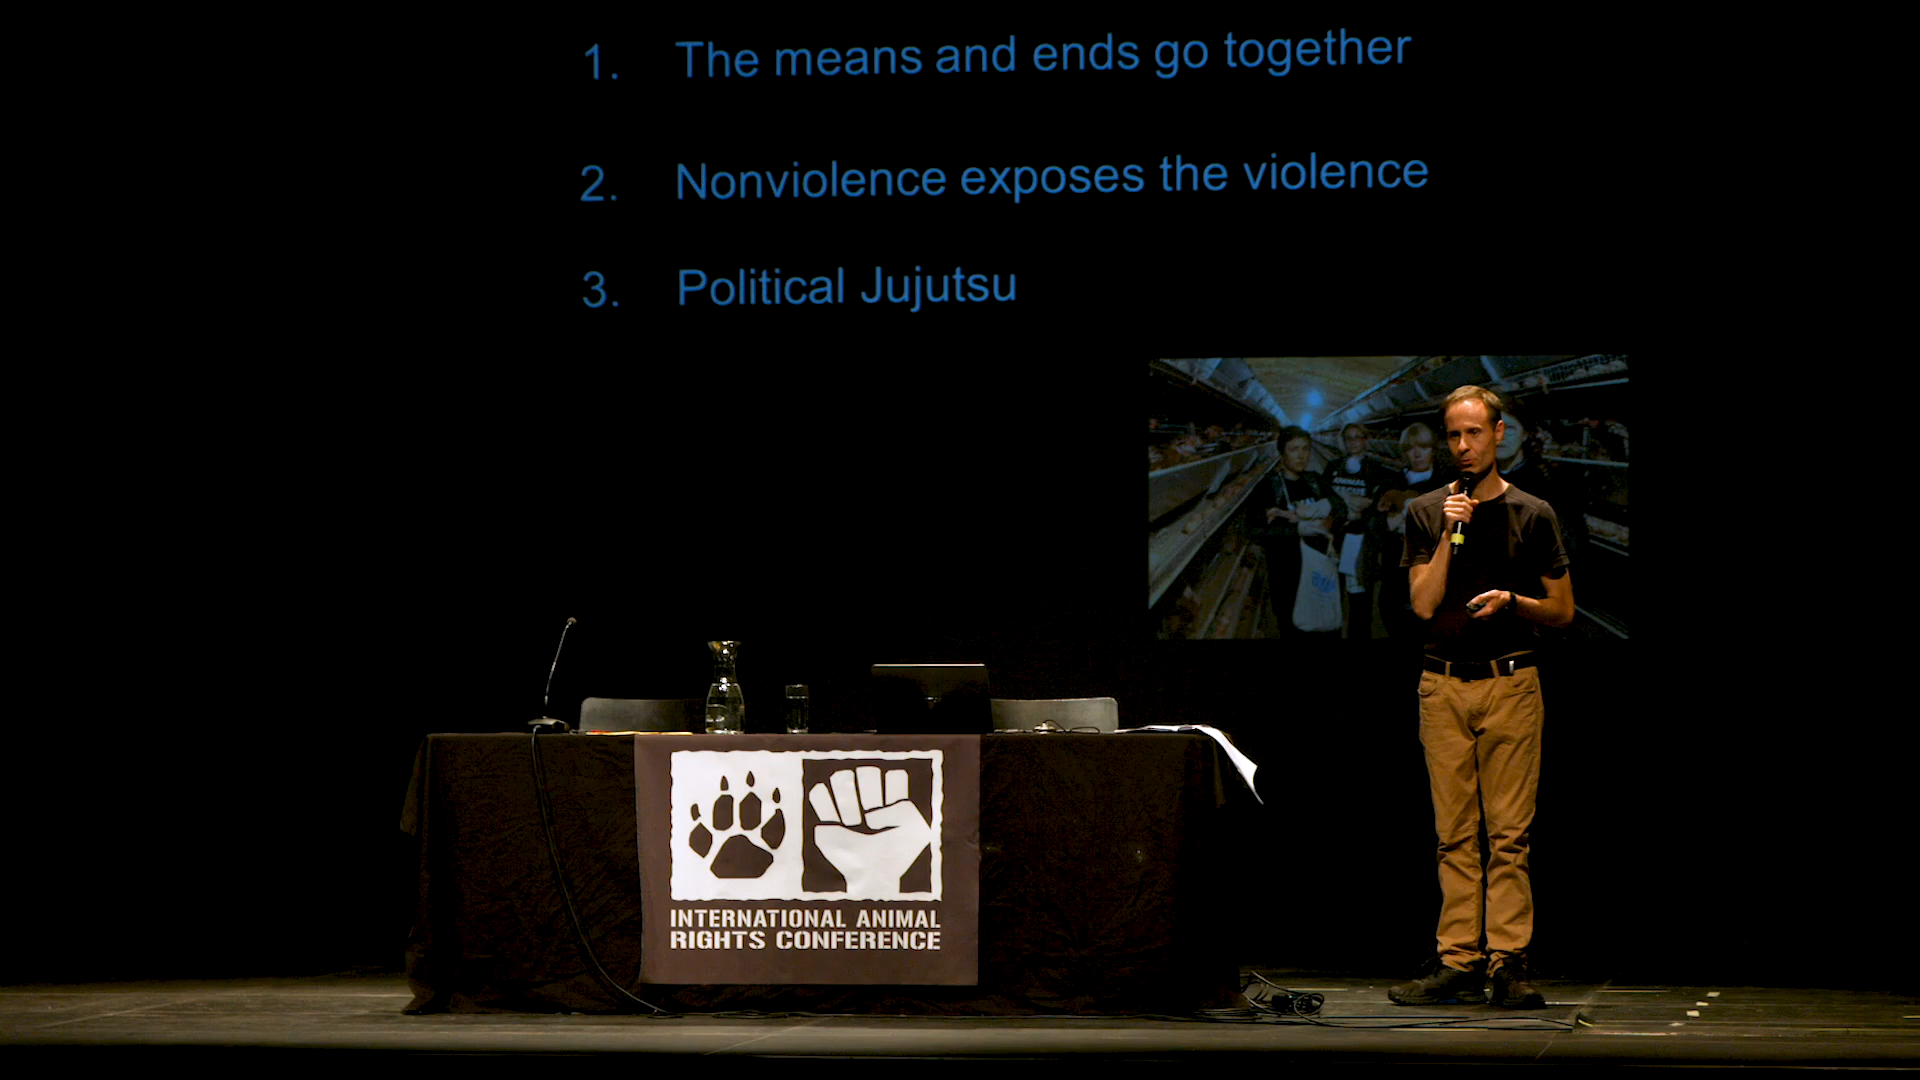 1. The means and ends go together
2. Nonviolence exposes the violence
3. Political Jujutsu
ANIMAL
INTERNATIONAL ANIMAL
RIGHTS CONFERENCE